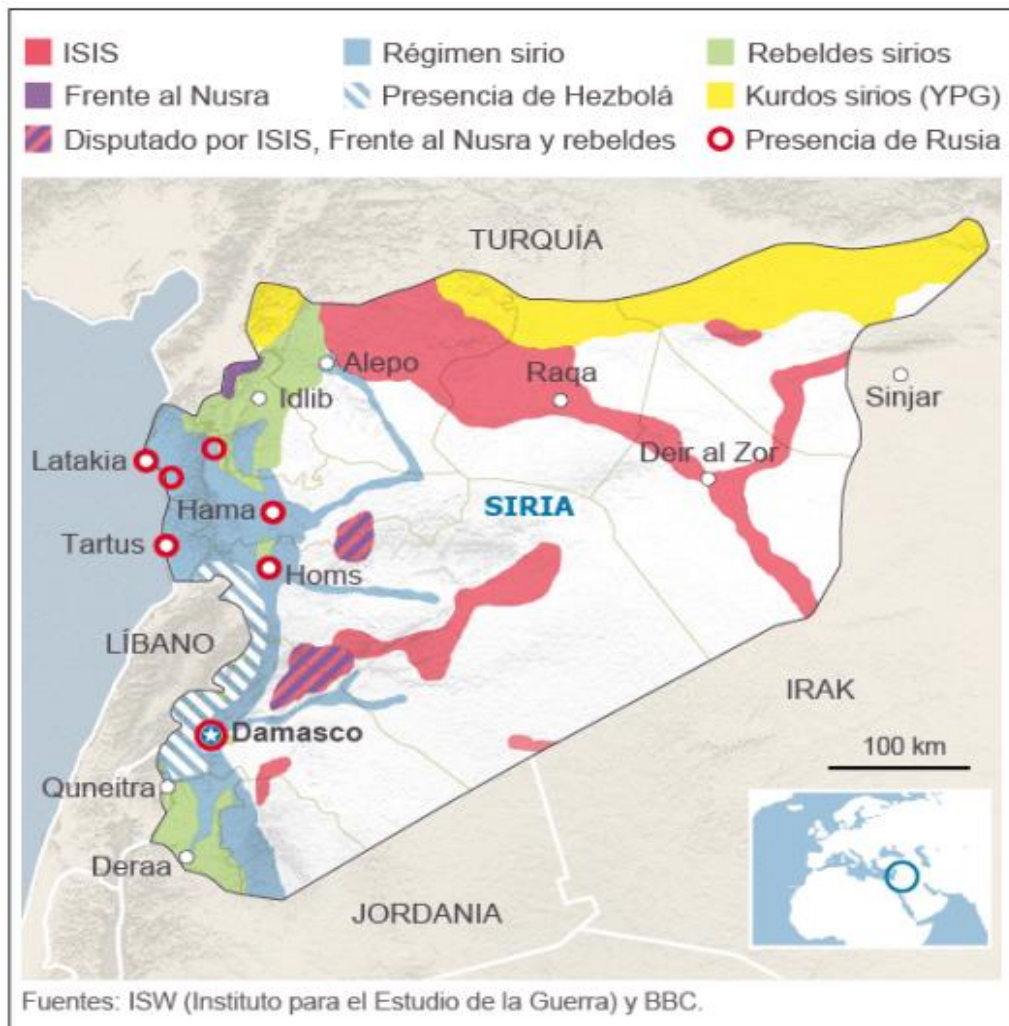 ISIS
Régimen sirio
Rebeldes sirios
Frente al Nusra
Presencia de Hezbolá
Kurdos sirios (YPG)
Disputado por ISIS, Frente al Nusra y rebeldes
Presencia de Rusia
TURQUÍA
Alepo
Raqa
Sinjar
Idlib
Latakia
Deir al Zor
Hama
SIRIA
Tartus
Homs
LÍBANO
IRAK
Damasco
100 km
Quneitra
Deraa
JORDANIA
Fuentes: ISW (Instituto para el Estudio de la Guerra) y BBC.